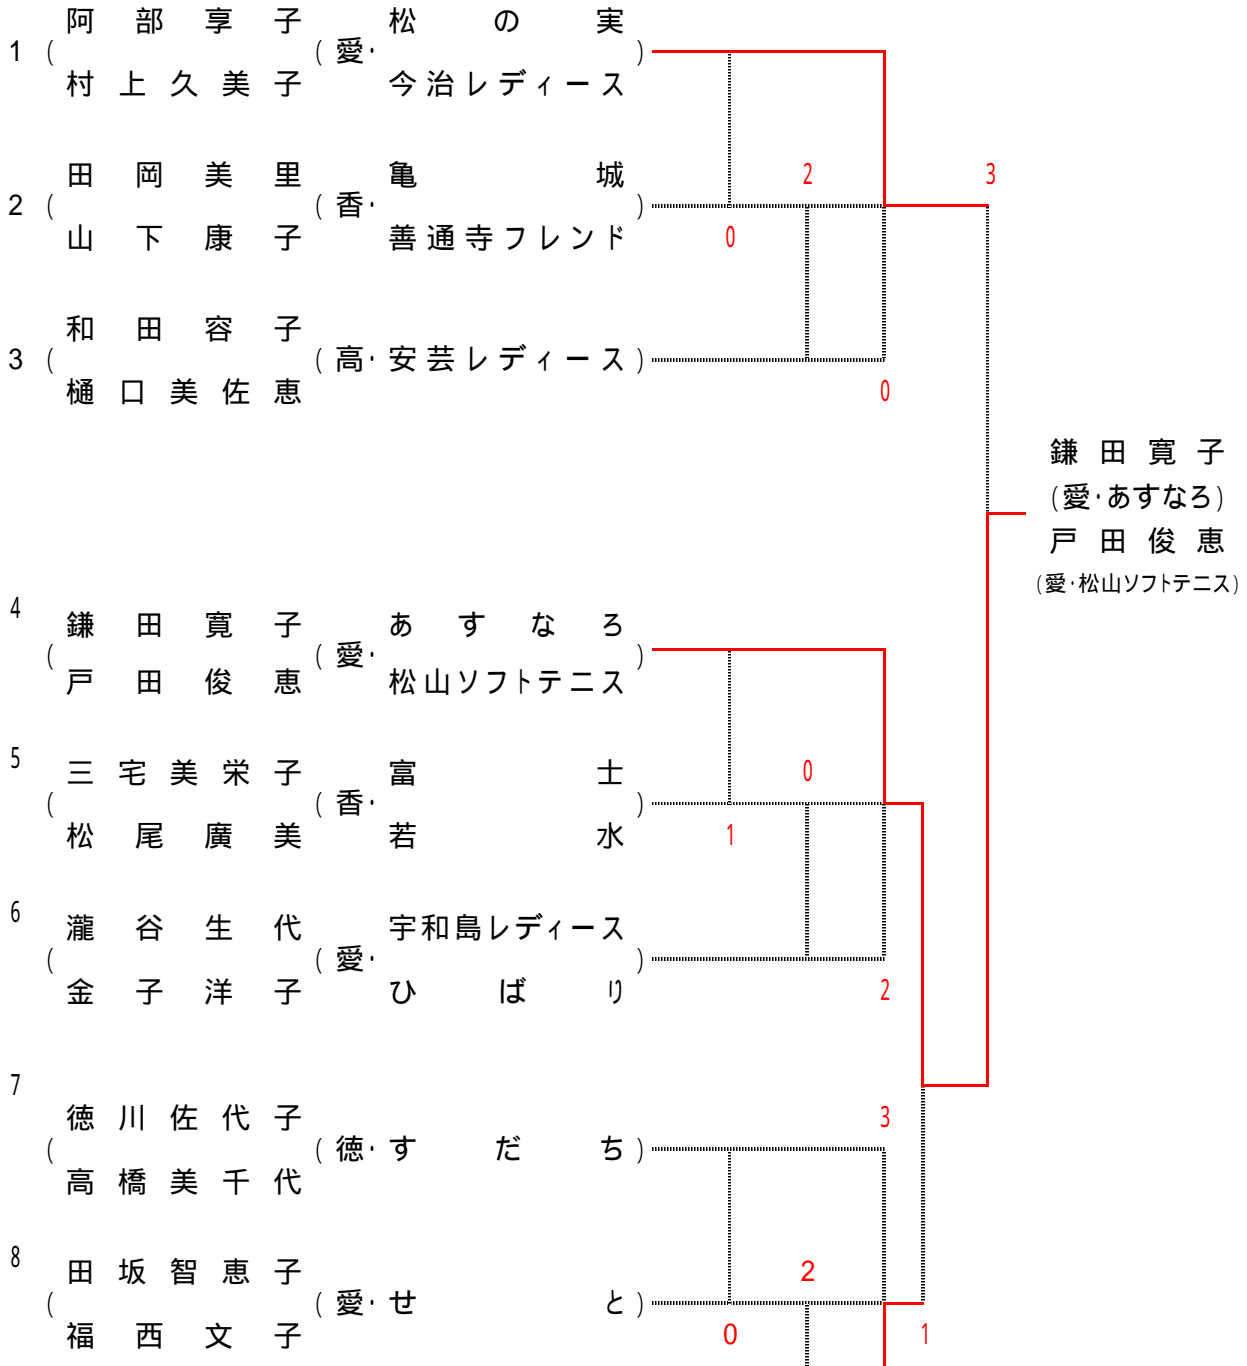 阿部享子 松の実
1 ( (愛・ )
村上久美子 今治レディース
田岡美里 亀城
2 3
2 ( (香・ )
山下康子 善通寺フレンド
0
和田容子
3 ( (高・安芸レディース)
樋口美佐恵
0
鎌田寛子
(愛・あすなろ)
戸田俊恵
(愛・松山ソフトテニス)
4
鎌田寛子 あすなろ
( (愛・ )
戸田俊恵 松山ソフトテニス
5
三宅美栄子 富士
0
( (香・ )
松尾廣美 若水
1
6
瀧谷生代 宇和島レディース
( (愛・ )
金子洋子 ひばり
2
7
徳川佐代子
3
( (徳・すだち)
高橋美千代
8
田坂智恵子
2
( (愛・せと)
福西文子
0 1